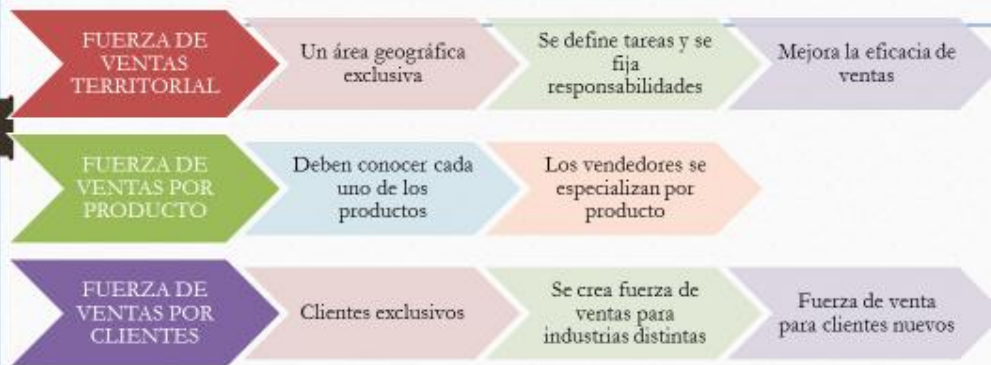 FUERZA DE
VENTAS
TERRITORIAL
Un área geográfica
exclusiva
Se define tareas y se
fija
responsabilidades
Mejora la eficacia de
ventas
FUERZA DE
VENTAS POR
PRODUCTO
Deben conocer cada
uno de los
productos
Los vendedores se
especializan por
producto
FUERZA DE
VENTAS POR
CLIENTES
Clientes exclusivos
Se crea fuerza de
ventas para
industrias distintas
Fuerza de venta
para clientes nuevos